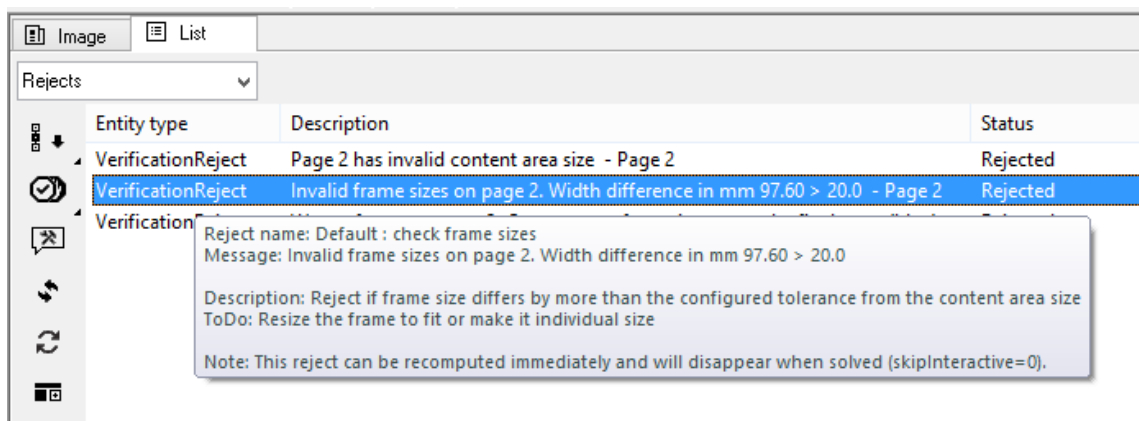 Image
List
Rejects
Entity type Description Status
VerificationReject Page 2 has invalid content area size - Page 2 Rejected
VerificationReject Invalid frame sizes on page 2. Width difference in mm 97.60 > 20.0 - Page 2 Rejected
Reject name: Default : check frame sizes
Message: Invalid frame sizes on page 2. Width difference in mm 97.60 > 20.0
Description: Reject if frame size differs by more than the configured tolerance from the content area size
ToDo: Resize the frame to fit or make it individual size
Note: This reject can be recomputed immediately and will disappear when solved (skipInteractive=0).